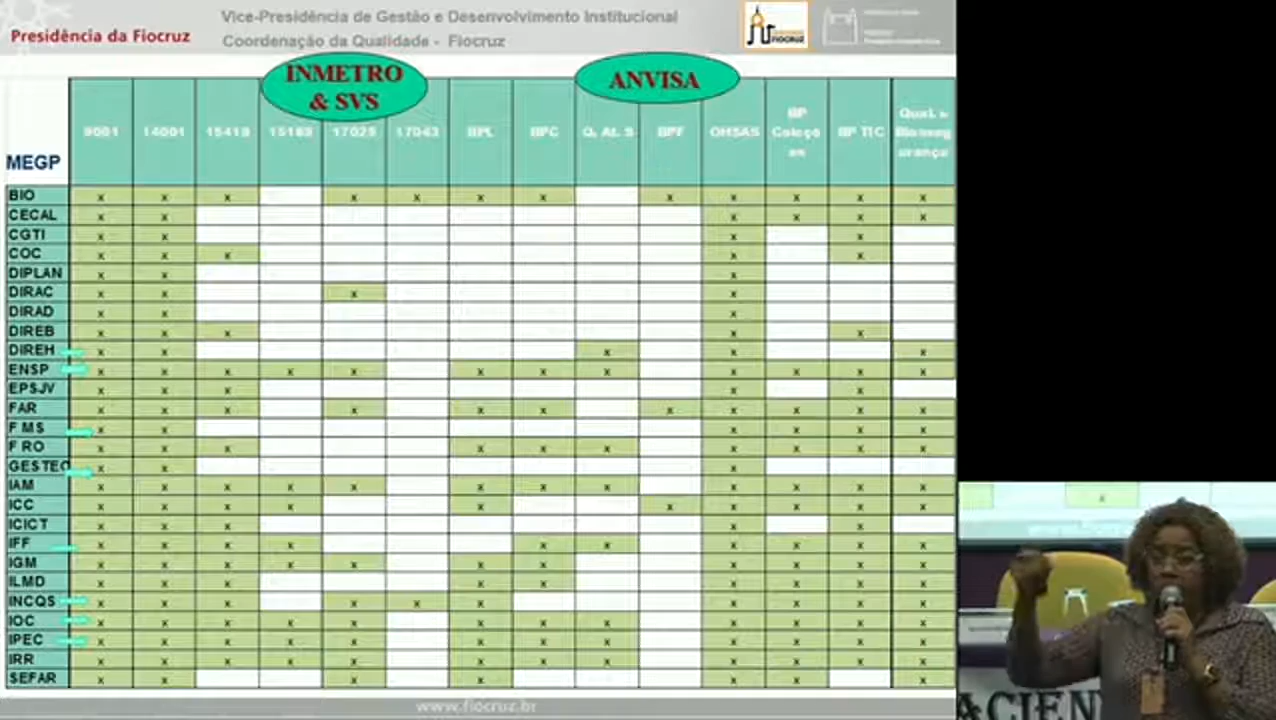 Presidência da Fiocruz
Vice-Presidência de Gestão e Desenvolvimento Institucional
Coordenação da Qualidade - Fiocruz
FIOCRUZ
INMETRO
& SVS
ANVISA
MEGP 9001 14001 15419 15189 17025 17043 BPL BPC Q. At. S BPF OHSAS BP Coleções BP TIC Qual. e Biossegurança
BIO x x x x x x x x x x x x
CECAL x x x x x x
CGTI x x x x
COC x x x x x
DIPLAN x x x
DIRAC x x x x
DIRAD x x x
DIREB x x x x x
DIREH x x x x x
ENSP x x x x x x x x x x x x
EPSJV x x x x x
FAR x x x x x x x x x x x
F MS x x x x x x
F RO x x x x x x x x x x
GESTEC x x x
IAM x x x x x x x x x x x x
ICC x x x x x x x x x x
ICICT x x x x x
IFF x x x x x x x x x x
IGM x x x x x x x x x x x
ILMD x x x x x x x x x
INCQS x x x x x x x x x x
IOC x x x x x x x x x x x x
IPEC x x x x x x x x x x x x
IRR x x x x x x x x x x x x
SEFAR x x x x x x x x
www.fiocruz.br
ACIEN